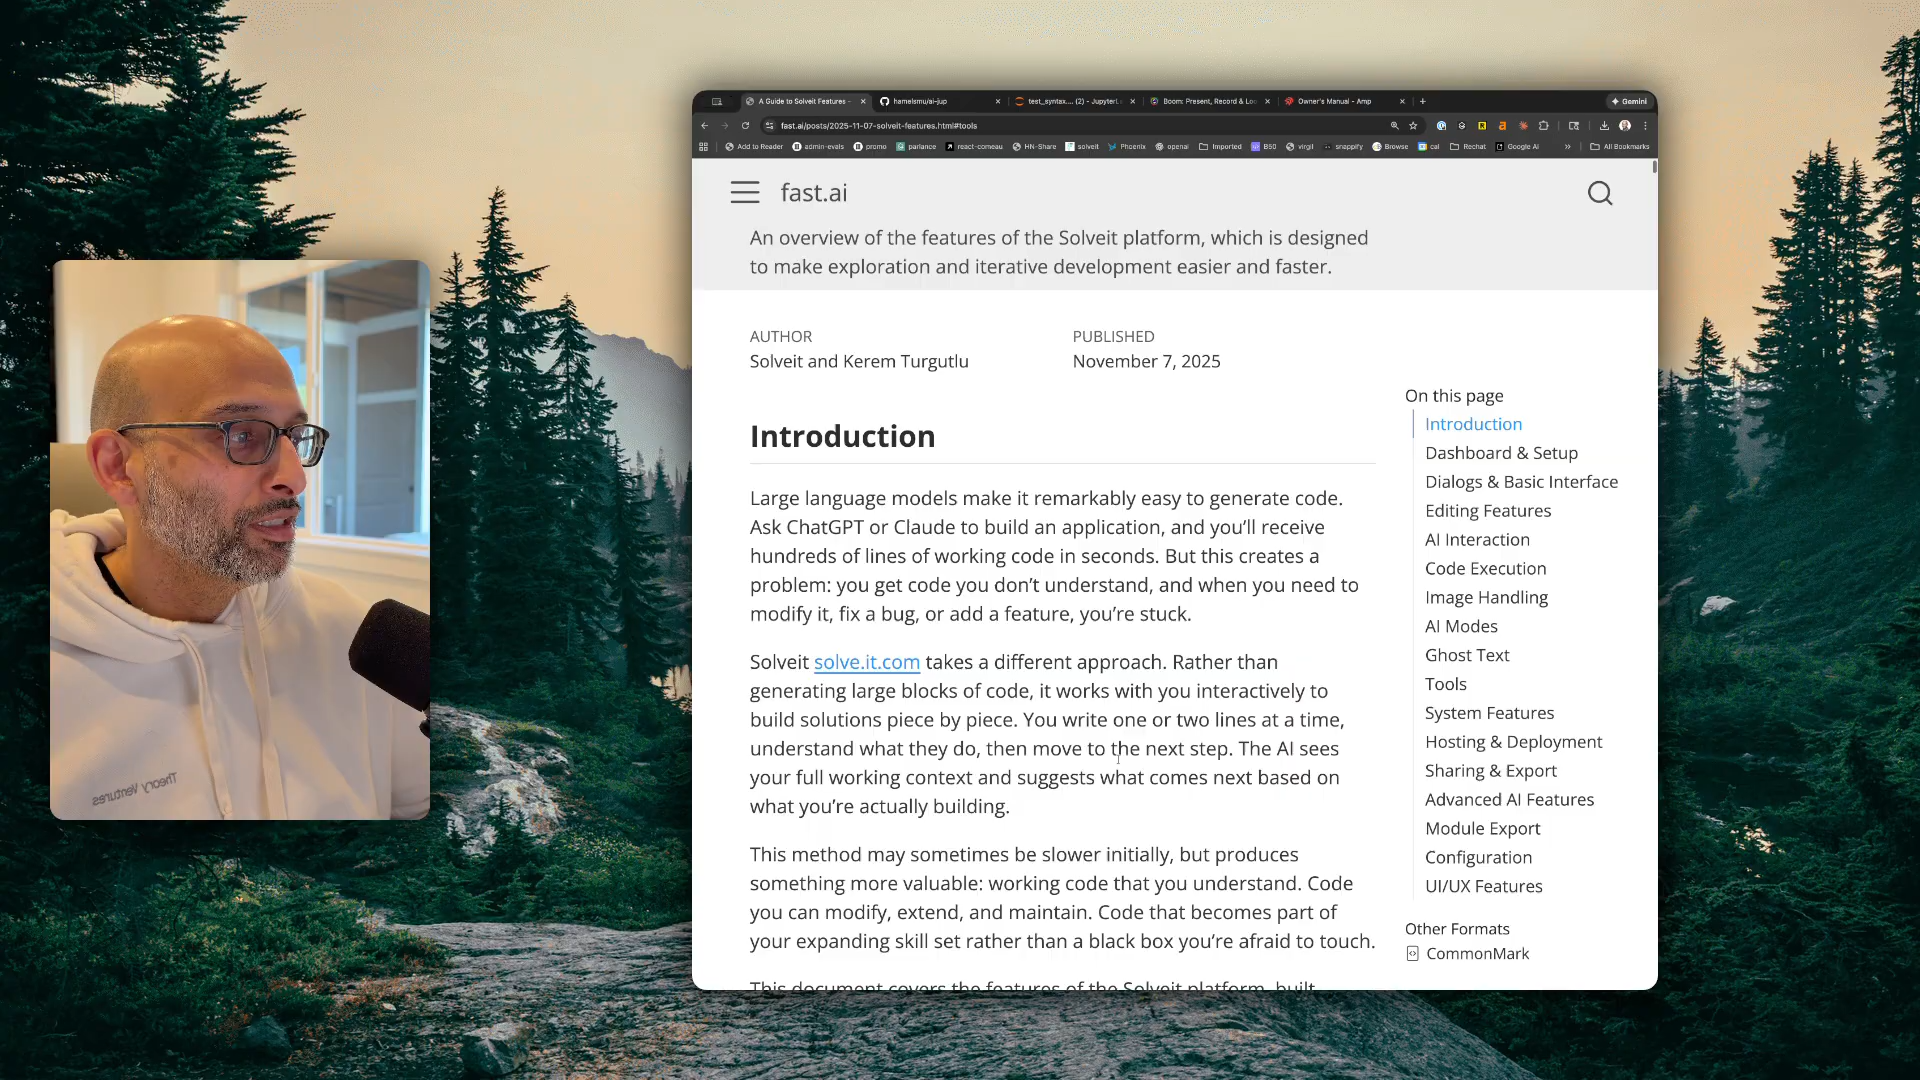 A Guide to Solveit Features -
hamelsmu/ai-jup
test_syntax.... (2) - JupyterL
Boom: Present, Record & Loo
Owner's Manual - Amp
Gemini
fast.ai/posts/2025-11-07-solveit-features.html#tools
Add to Reader
admin-evals
promo
parlance
react-comeau
HN-Share
solveit
Phoenix
openai
Imported
BSO
virgil
snappify
Browse
cal
Rechat
Google AI
All Bookmarks
fast.ai
An overview of the features of the Solveit platform, which is designed
to make exploration and iterative development easier and faster.
AUTHOR
Solveit and Kerem Turgutlu
PUBLISHED
November 7, 2025
Introduction
Large language models make it remarkably easy to generate code.
Ask ChatGPT or Claude to build an application, and you’ll receive
hundreds of lines of working code in seconds. But this creates a
problem: you get code you don’t understand, and when you need to
modify it, fix a bug, or add a feature, you’re stuck.
Solveit solve.it.com takes a different approach. Rather than
generating large blocks of code, it works with you interactively to
build solutions piece by piece. You write one or two lines at a time,
understand what they do, then move to the next step. The AI sees
your full working context and suggests what comes next based on
what you’re actually building.
This method may sometimes be slower initially, but produces
something more valuable: working code that you understand. Code
you can modify, extend, and maintain. Code that becomes part of
your expanding skill set rather than a black box you’re afraid to touch.
This document covers the features of the Solveit platform, built
On this page
Introduction
Dashboard & Setup
Dialogs & Basic Interface
Editing Features
AI Interaction
Code Execution
Image Handling
AI Modes
Ghost Text
Tools
System Features
Hosting & Deployment
Sharing & Export
Advanced AI Features
Module Export
Configuration
UI/UX Features
Other Formats
CommonMark
Theory Ventures